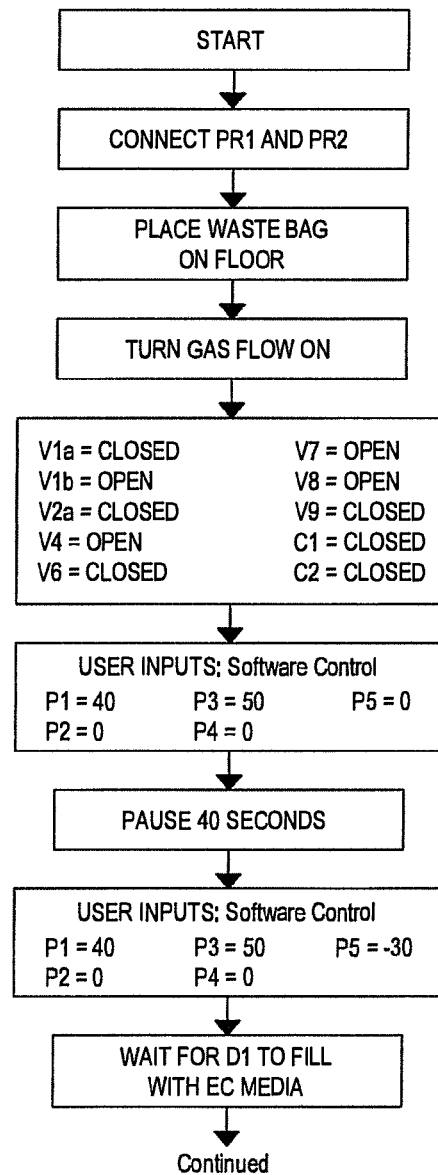 START
CONNECT PR1 AND PR2
PLACE WASTE BAG
ON FLOOR
TURN GAS FLOW ON
V1a = CLOSED V7 = OPEN
V1b = OPEN V8 = OPEN
V2a = CLOSED V9 = CLOSED
V4 = OPEN C1 = CLOSED
V6 = CLOSED C2 = CLOSED
USER INPUTS: Software Control
P1 = 40 P3 = 50 P5 = 0
P2 = 0 P4 = 0
PAUSE 40 SECONDS
USER INPUTS: Software Control
P1 = 40 P3 = 50 P5 = -30
P2 = 0 P4 = 0
WAIT FOR D1 TO FILL
WITH EC MEDIA
Continued